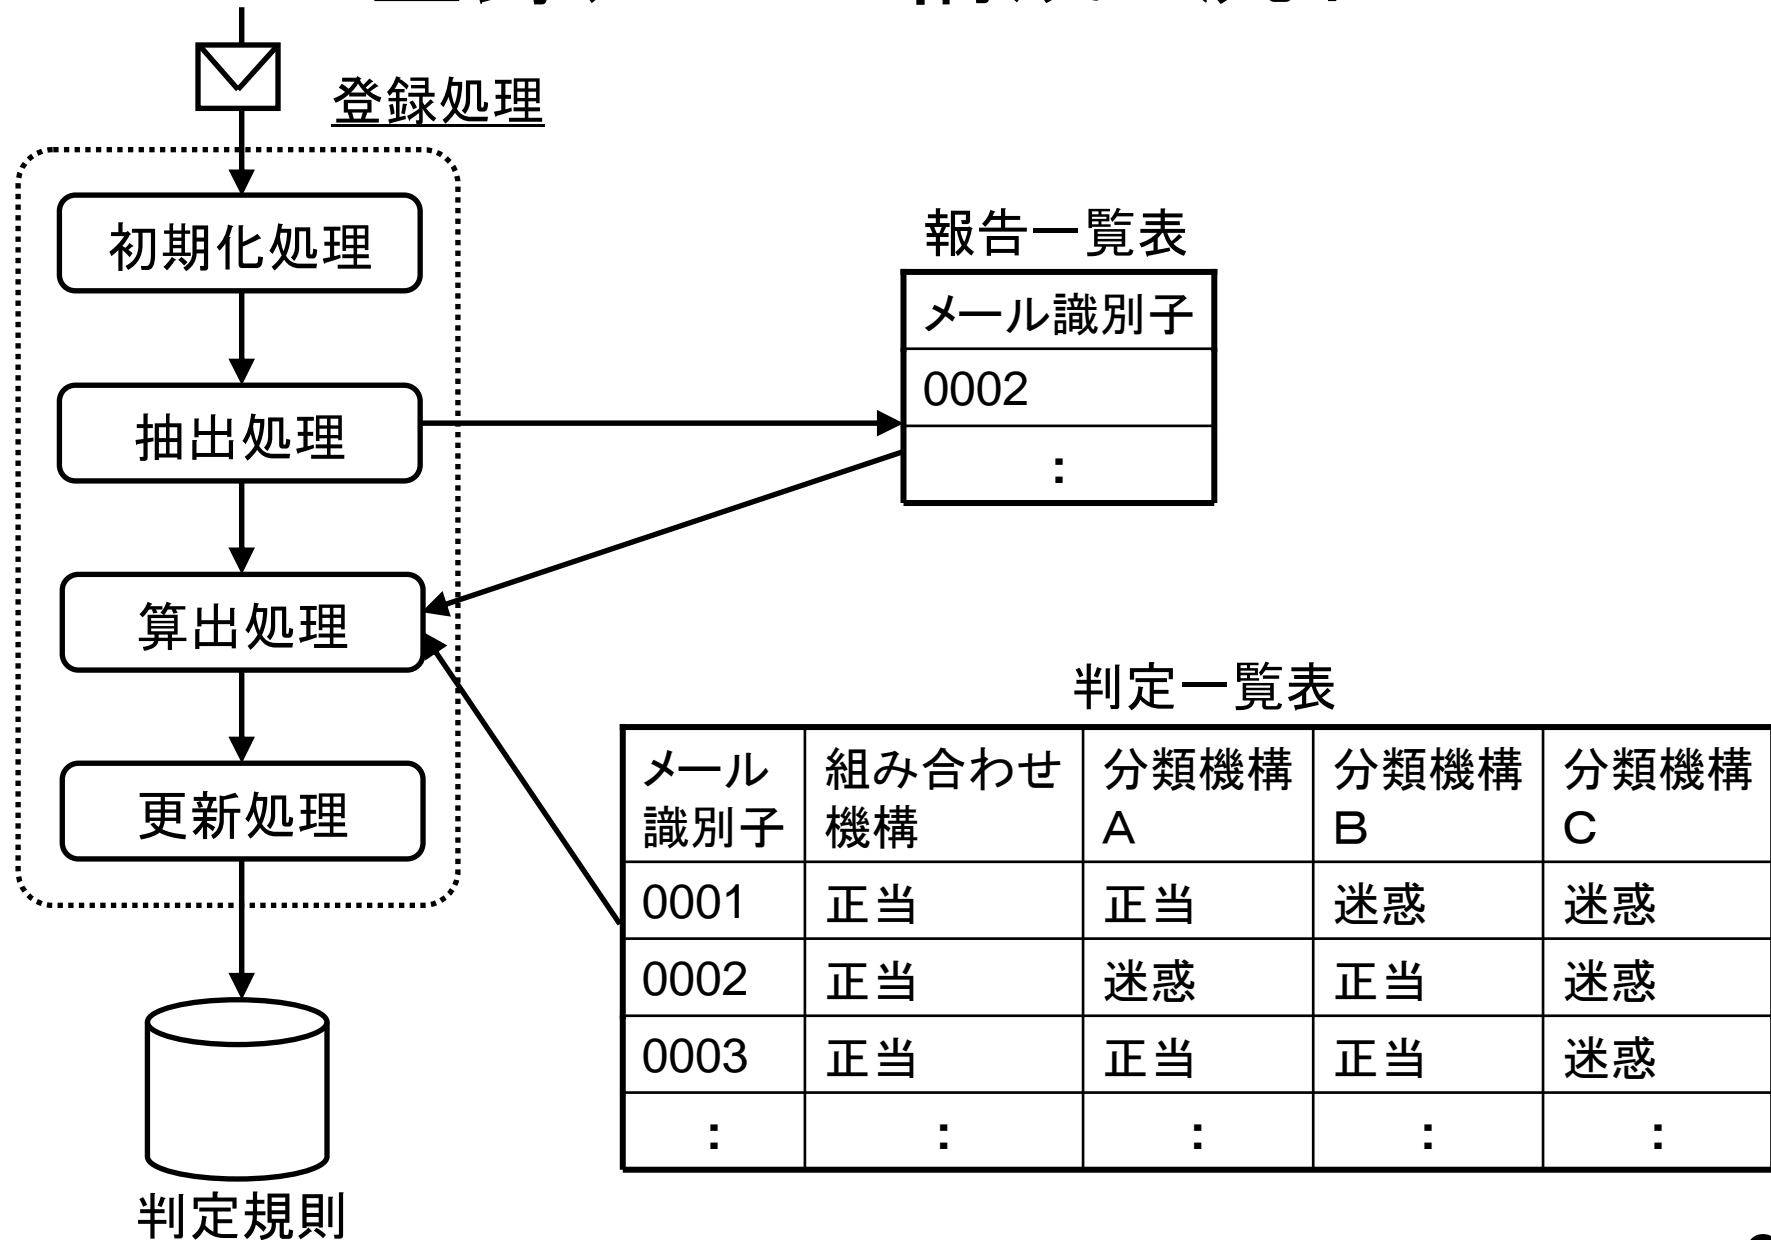 登録処理
初期化処理
抽出処理
算出処理
更新処理
判定規則
報告一覧表
メール識別子
0002
:
判定一覧表
メール識別子 組み合わせ機構 分類機構A 分類機構B 分類機構C
0001 正当 正当 迷惑 迷惑
0002 正当 迷惑 正当 迷惑
0003 正当 正当 正当 迷惑
: : : : :